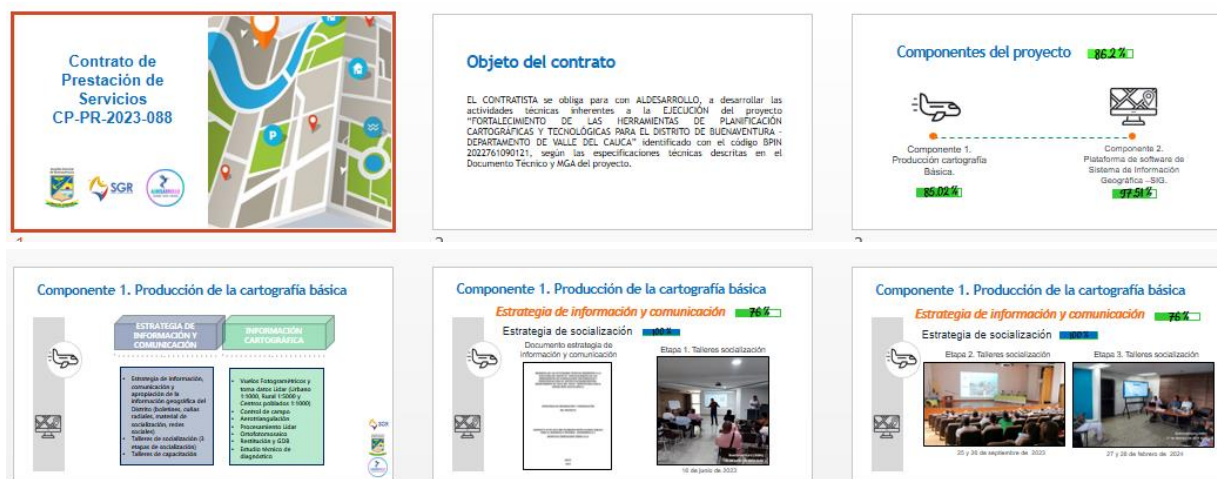 Contrato de
Prestación de
Servicios
CP-PR-2023-088
SGR
ALDESARROLLO
Objeto del contrato
EL CONTRATISTA se obliga para con ALDESARROLLO, a desarrollar las
actividades técnicas inherentes a la EJECUCIÓN del proyecto
"FORTALECIMIENTO DE LAS HERRAMIENTAS DE PLANIFICACIÓN
CARTOGRÁFICAS Y TECNOLÓGICAS PARA EL DISTRITO DE BUENAVENTURA -
DEPARTAMENTO DE VALLE DEL CAUCA" identificado con el código BPIN
2022761090121, según las especificaciones técnicas descritas en el
Documento Técnico y MGA del proyecto.
Componentes del proyecto 86.2%
Componente 1.
Producción cartografía
Básica.
85.02%
Componente 2.
Plataforma de software de
Sistema de Información
Geográfica –SIG.
97.51%
Componente 1. Producción de la cartografía básica
ESTRATEGIA DE
INFORMACIÓN Y
COMUNICACIÓN
INFORMACIÓN
CARTOGRÁFICA
• Estrategia de información,
comunicación y
apropiación de la
información geográfica del
Distrito (boletines, cuñas
radiales, material de
socialización, redes
sociales)
• Talleres de socialización (3
etapas de socialización)
• Talleres de capacitación
• Vuelos Fotogramétricos y
toma datos Lidar (Urbano
1:1000, Rural 1:5000 y
Centros poblados 1:1000)
• Control de campo
• Aerotriangulación
• Procesamiento Lidar
• Ortofotomosaico
• Restitución y GDB
• Estudio técnico de
diagnóstico
SGR
Componente 1. Producción de la cartografía básica
Estrategia de información y comunicación 76%
Estrategia de socialización 100%
Documento estrategia de
información y comunicación
Etapa 1. Talleres socialización
16 de junio de 2023
Componente 1. Producción de la cartografía básica
Estrategia de información y comunicación 76%
Estrategia de socialización 100%
Etapa 2. Talleres socialización
Etapa 3. Talleres socialización
25 y 26 de septiembre de 2023
27 y 28 de febrero de 2024